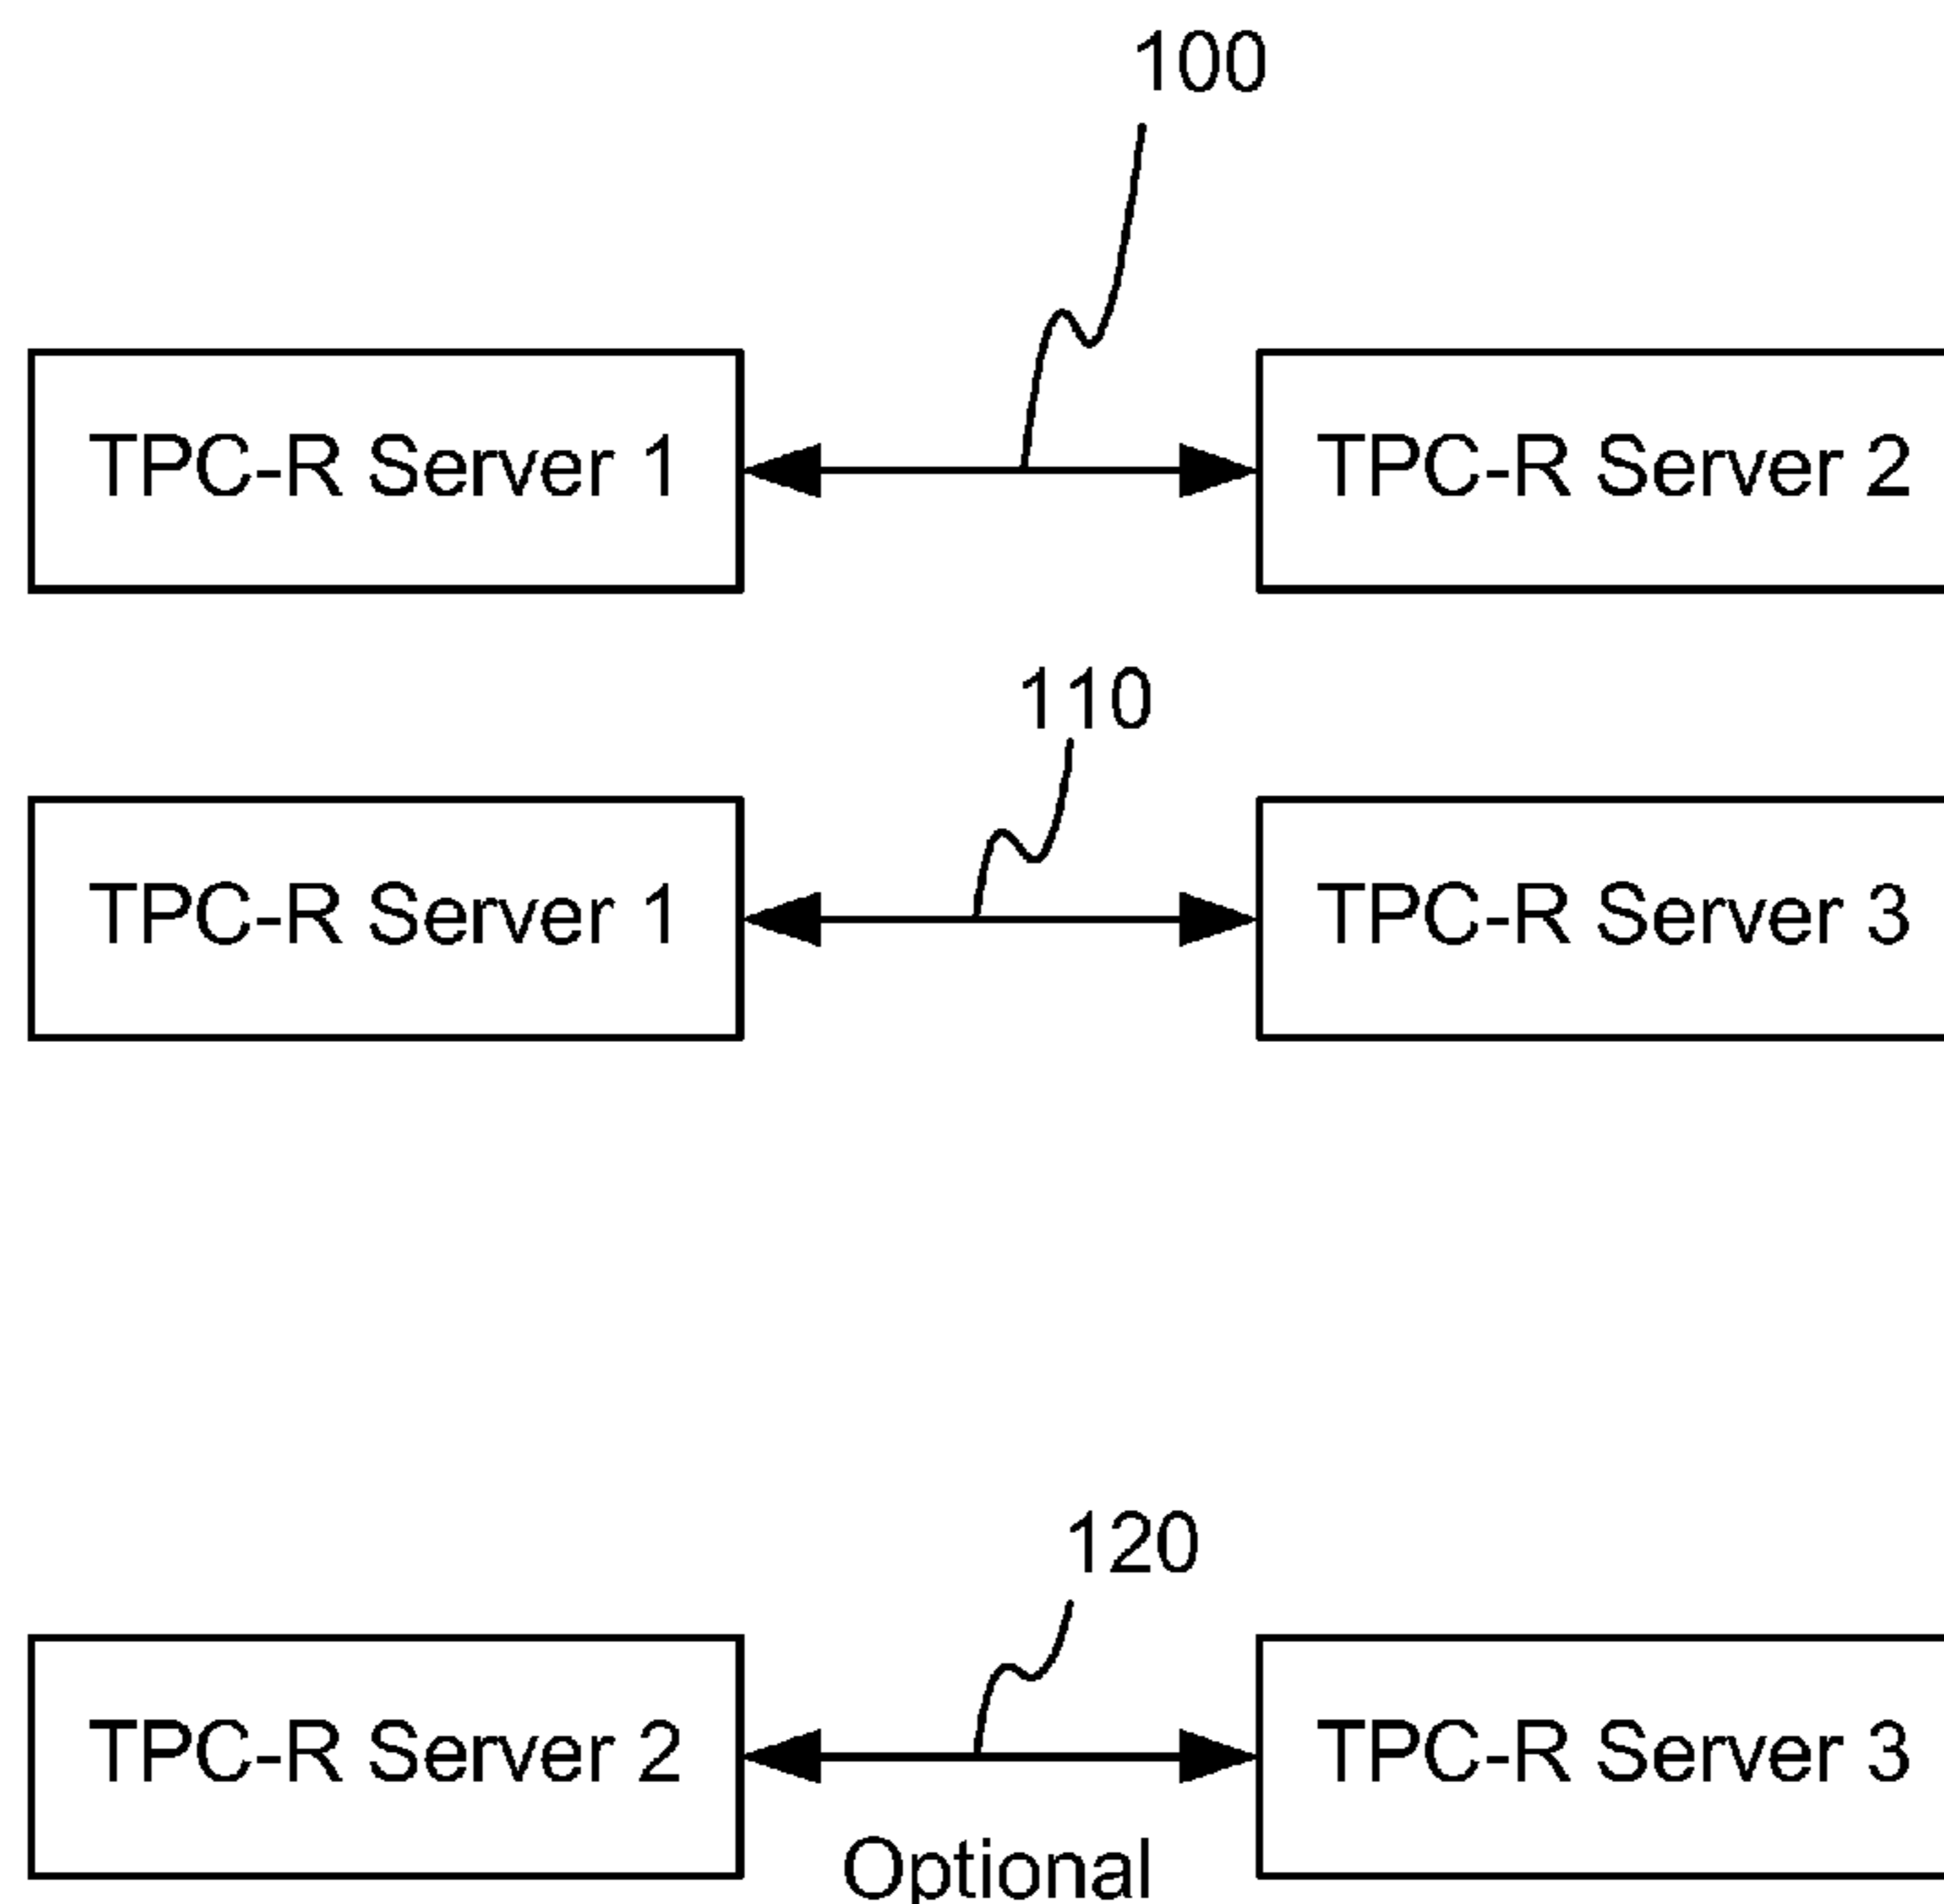 100
TPC-R Server 1
TPC-R Server 2
110
TPC-R Server 1
TPC-R Server 3
120
TPC-R Server 2
TPC-R Server 3
Optional